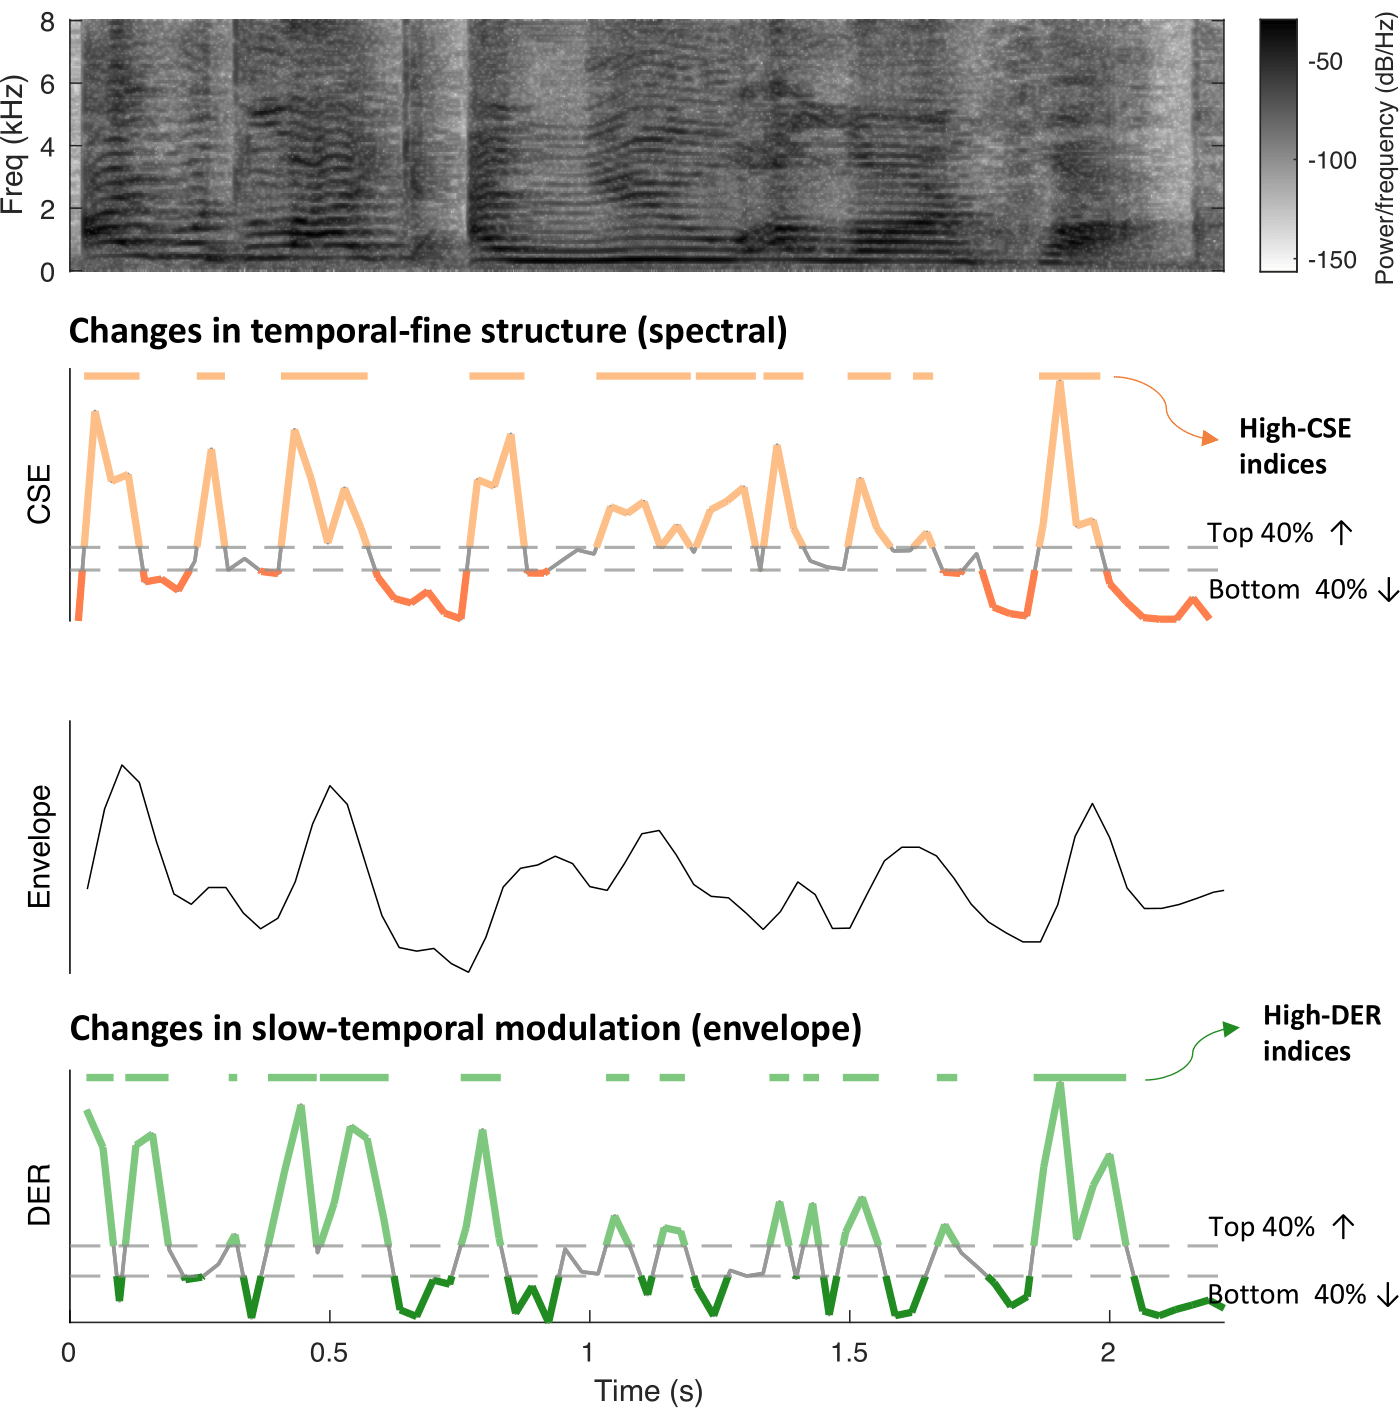 8
6
4
2
0
Freq (kHz)
-50
-100
-150
Power/frequency (dB/Hz)
Changes in temporal-fine structure (spectral)
CSE
High-CSE
indices
Top 40% ↑
Bottom 40% ↓
Envelope
Changes in slow-temporal modulation (envelope)
High-DER
indices
DER
Top 40% ↑
Bottom 40% ↓
0 0.5 1 1.5 2
Time (s)